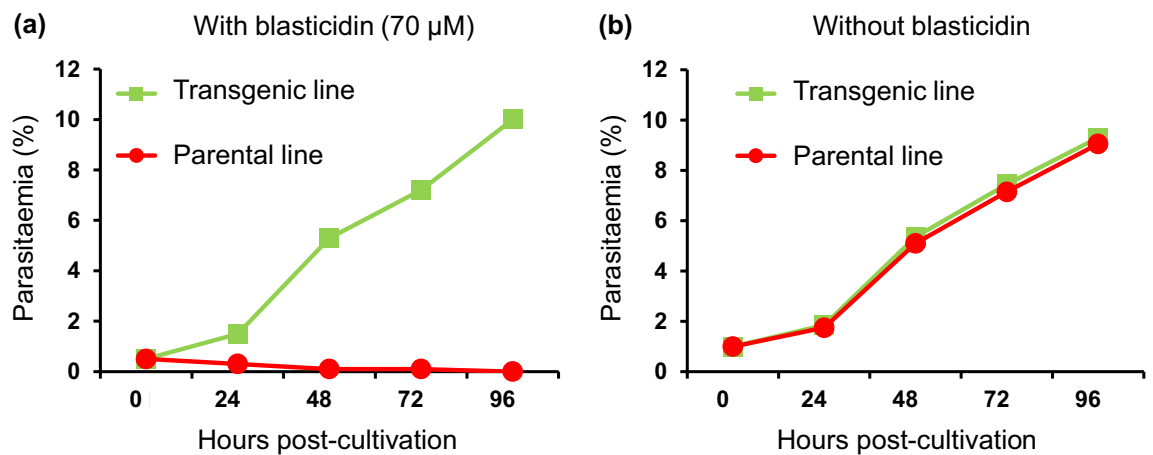 (a)
With blasticidin (70 µM)
12
10
8
6
4
2
0
Parasitaemia (%)
Transgenic line
Parental line
0 24 48 72 96
Hours post-cultivation
(b)
Without blasticidin
12
10
8
6
4
2
0
Parasitaemia (%)
Transgenic line
Parental line
0 24 48 72 96
Hours post-cultivation